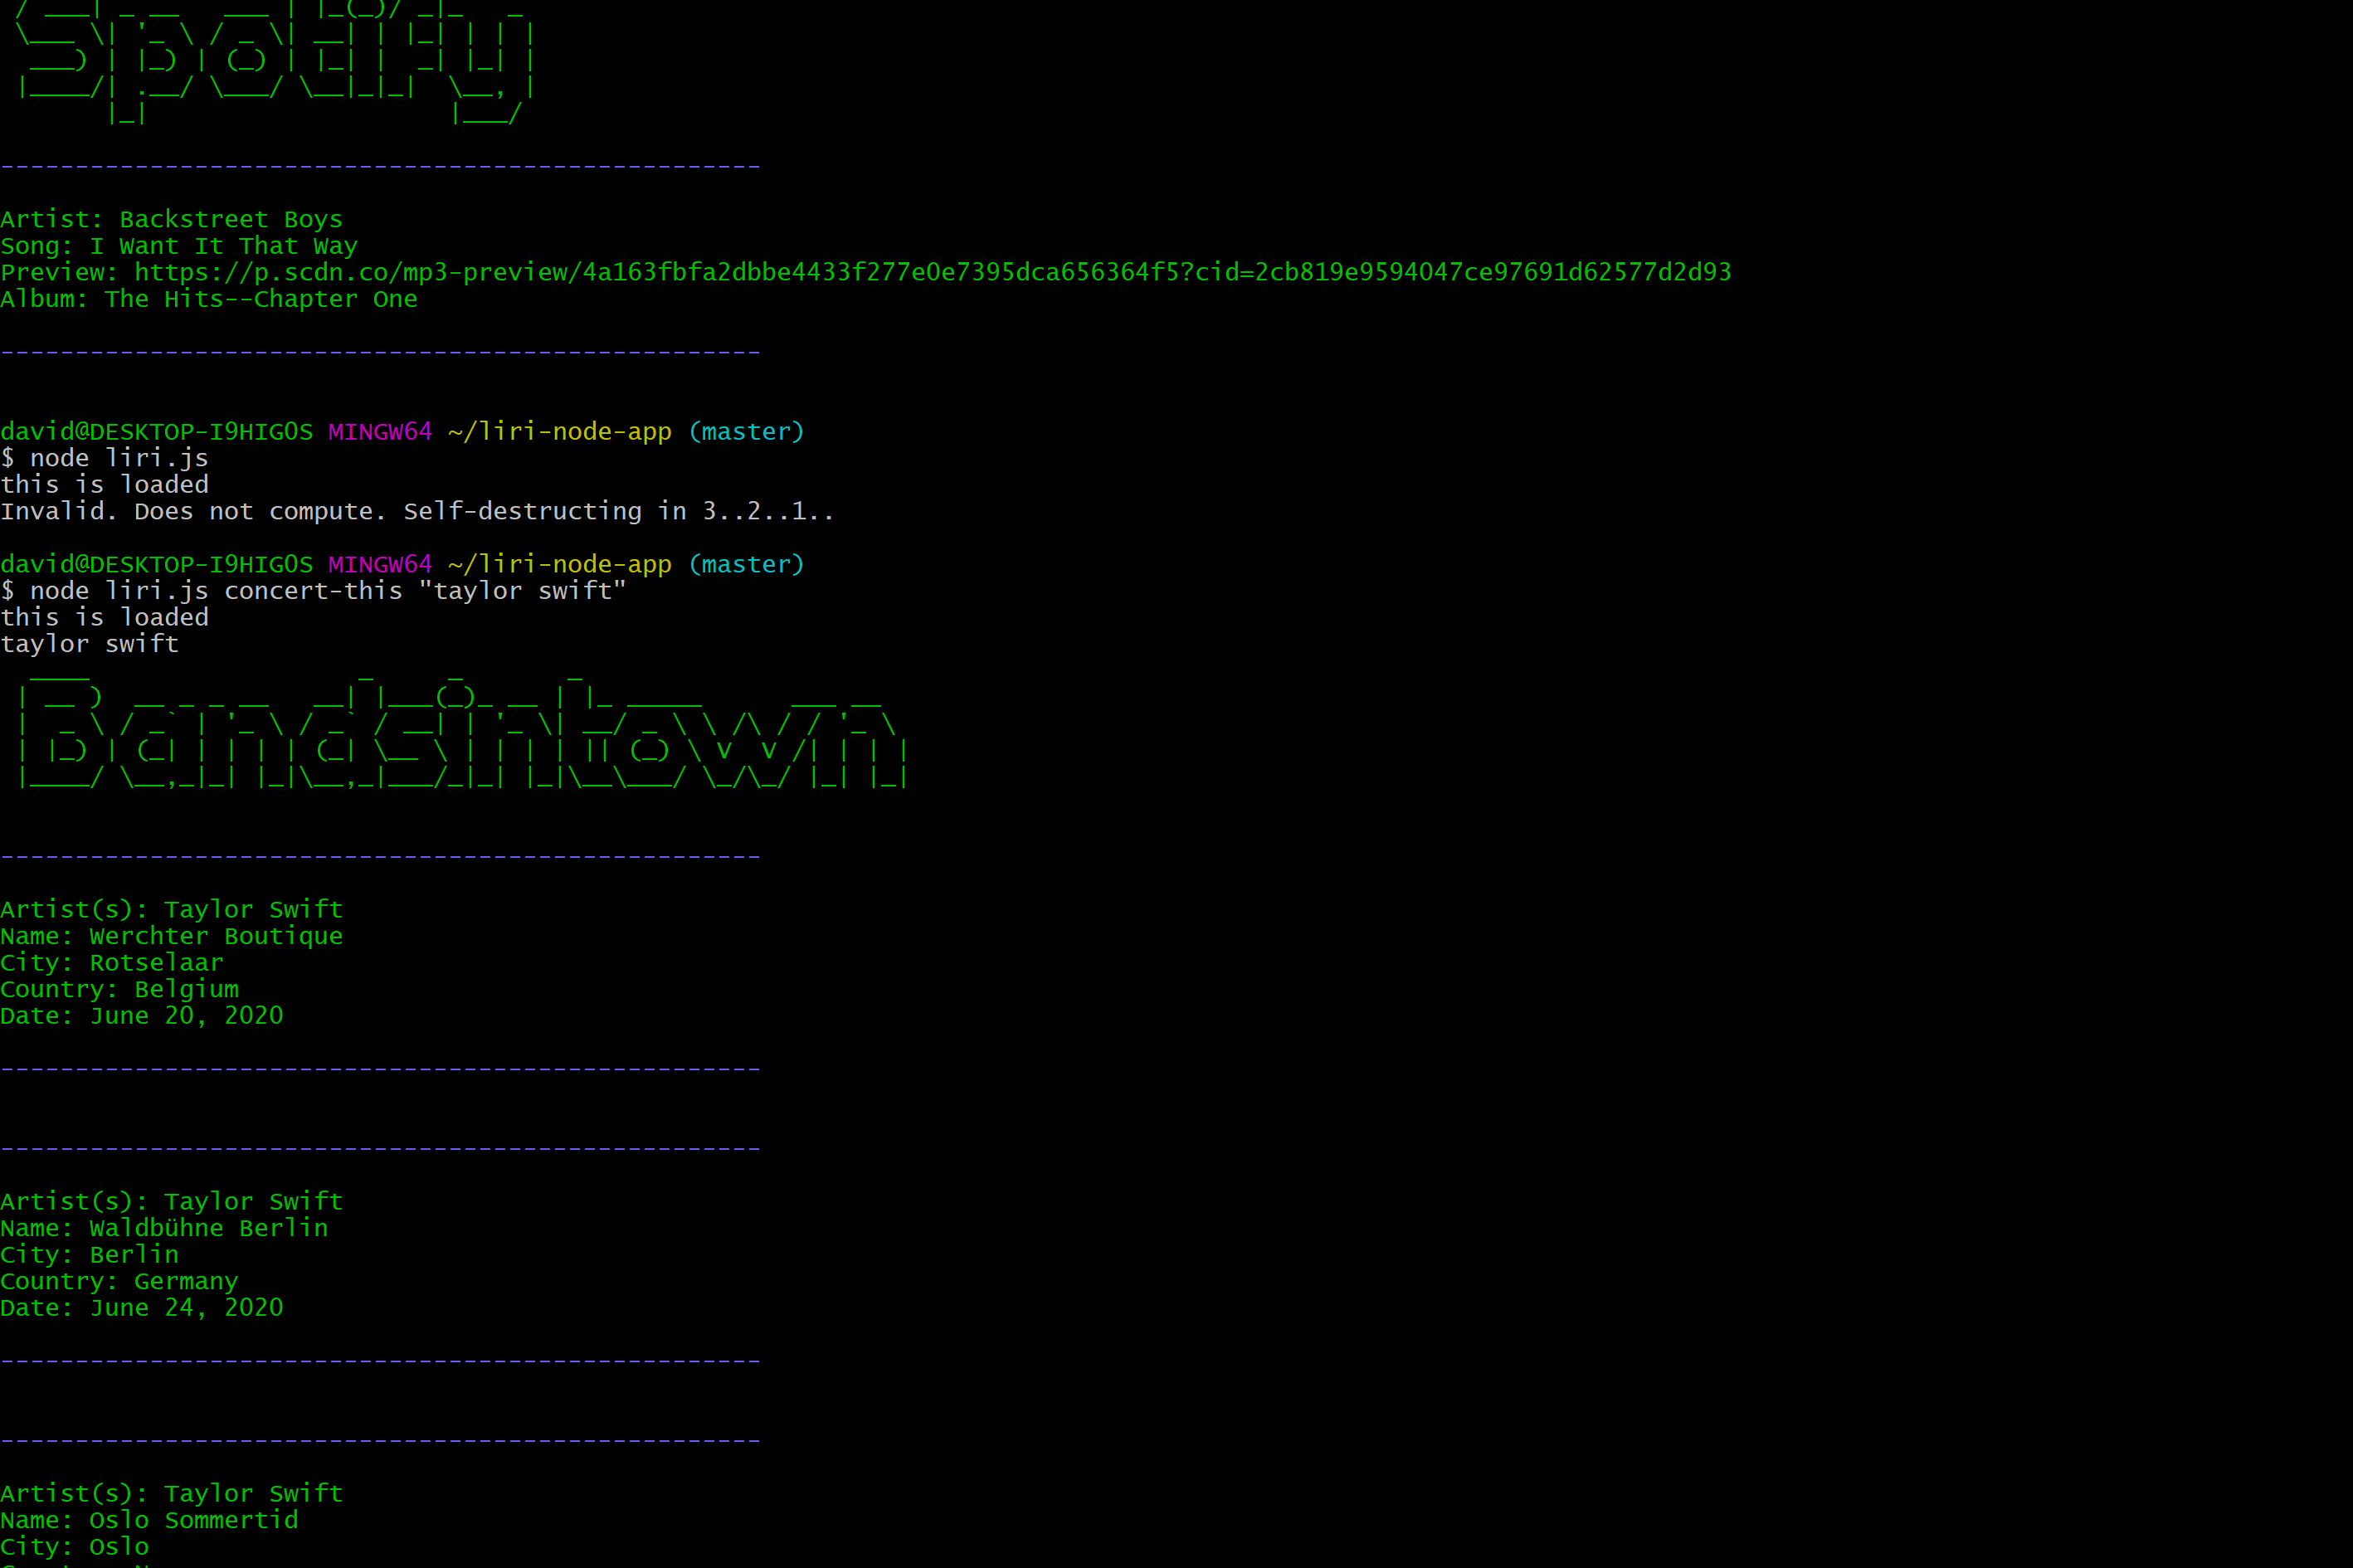 Spotify
--------------------------------------------------- 
Artist: Backstreet Boys
Song: I Want It That Way
Preview: https://p.scdn.co/mp3-preview/4a163fbfa2dbbe4433f277e0e7395dca656364f5?cid=2cb819e9594047ce97691d62577d2d93
Album: The Hits--Chapter One
---------------------------------------------------
david@DESKTOP-I9HIG0S MINGW64 ~/liri-node-app (master)
$ node liri.js
this is loaded
Invalid. Does not compute. Self-destructing in 3..2..1..
david@DESKTOP-I9HIG0S MINGW64 ~/liri-node-app (master)
$ node liri.js concert-this "taylor swift"
this is loaded
taylor swift
Bandsintown
---------------------------------------------------
Artist(s): Taylor Swift
Name: Werchter Boutique
City: Rotselaar
Country: Belgium
Date: June 20, 2020
---------------------------------------------------
---------------------------------------------------
Artist(s): Taylor Swift
Name: Waldbühne Berlin
City: Berlin
Country: Germany
Date: June 24, 2020
---------------------------------------------------
---------------------------------------------------
Artist(s): Taylor Swift
Name: Oslo Sommertid
City: Oslo